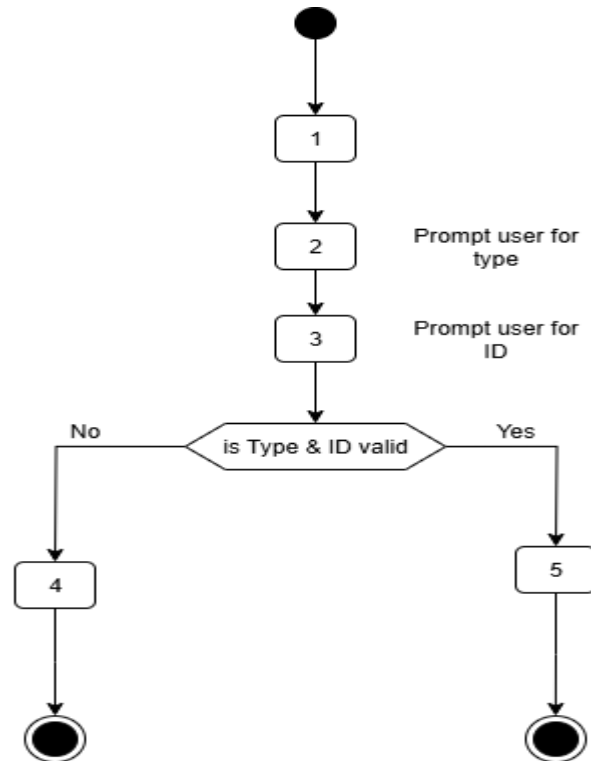 1
2
Prompt user for
type
3
Prompt user for
ID
No
is Type & ID valid
Yes
4
5